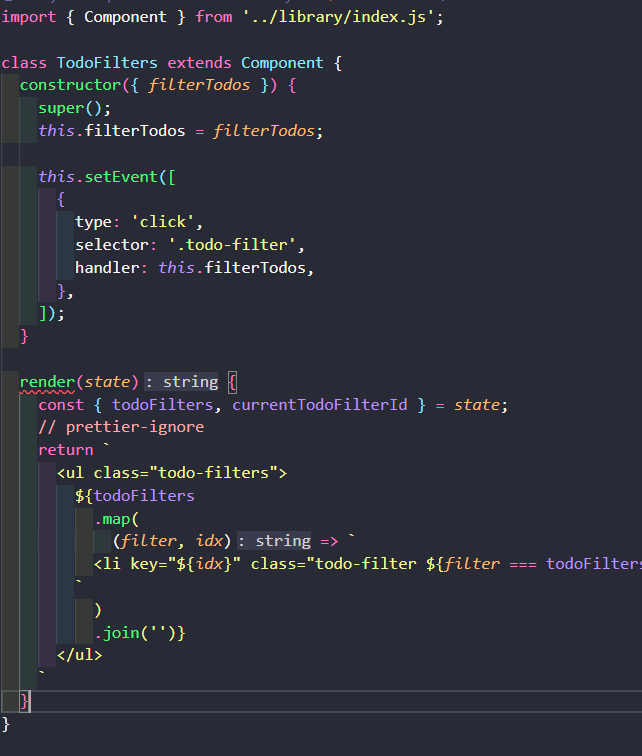 import { Component } from '../library/index.js';
class TodoFilters extends Component {
constructor({ filterTodos }) {
super();
this.filterTodos = filterTodos;
this.setEvent([
{
type: 'click',
selector: '.todo-filter',
handler: this.filterTodos,
},
]);
}
render(state) : string {
const { todoFilters, currentTodoFilterId } = state;
// prettier-ignore
return `
<ul class="todo-filters">
${todoFilters
.map(
(filter, idx) : string => `
<li key="${idx}" class="todo-filter ${filter === todoFilters
`
)
.join('')}
</ul>
`
}
}